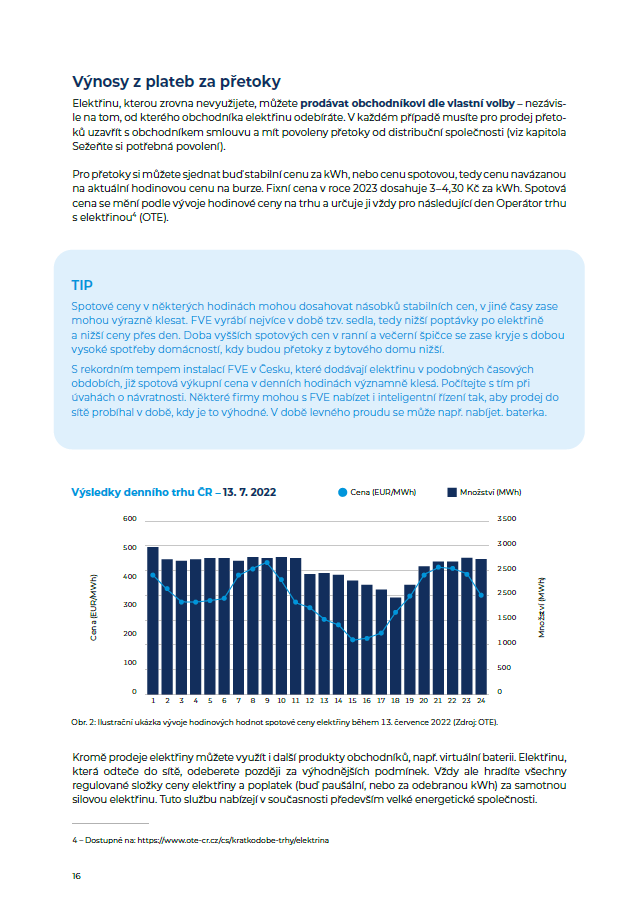 Výnosy z plateb za přetoky
Elektřinu, kterou zrovna nevyužijete, můžete prodávat obchodníkovi dle vlastní volby – nezávis-
le na tom, od kterého obchodníka elektřinu odebíráte. V každém případě musíte pro prodej přeto-
ků uzavřít s obchodníkem smlouvu a mít povoleny přetoky od distribuční společnosti (viz kapitola
Sežeňte si potřebná povolení).
Pro přetoky si můžete sjednat buď stabilní cenu za kWh, nebo cenu spotovou, tedy cenu navázanou
na aktuální hodinovou cenu na burze. Fixní cena v roce 2023 dosahuje 3–4,30 Kč za kWh. Spotová
cena se mění podle vývoje hodinové ceny na trhu a určuje ji vždy pro následující den Operátor trhu
s elektřinou⁴ (OTE).
TIP
Spotové ceny v některých hodinách mohou dosahovat násobků stabilních cen, v jiné časy zase
mohou výrazně klesat. FVE vyrábí nejvíce v době tzv. sedla, tedy nižší poptávky po elektřině
a nižší ceny přes den. Doba vyšších spotových cen v ranní a večerní špičce se zase kryje s dobou
vysoké spotřeby domácností, kdy budou přetoky z bytového domu nižší.
S rekordním tempem instalací FVE v Česku, které dodávají elektřinu v podobných časových
obdobích, již spotová výkupní cena v denních hodinách významně klesá. Počítejte s tím při
úvahách o návratnosti. Některé firmy mohou s FVE nabízet i inteligentní řízení tak, aby prodej do
sítě probíhal v době, kdy je to výhodné. V době levného proudu se může např. nabíjet. baterka.
Výsledky denního trhu ČR – 13. 7. 2022
Cena (EUR/MWh)
Množství (MWh)
600
500
400
300
200
100
0
Cena (EUR/MWh)
3500
3000
2500
2500
1500
1000
500
0
Množství (MWh)
1 2 3 4 5 6 7 8 9 10 11 12 13 14 15 16 17 18 19 20 21 22 23 24
Obr. 2: Ilustrační ukázka vývoje hodinových hodnot spotové ceny elektřiny během 13. července 2022 (Zdroj: OTE).
Kromě prodeje elektřiny můžete využít i další produkty obchodníků, např. virtuální baterii. Elektřinu,
která odteče do sítě, odeberete později za výhodnějších podmínek. Vždy ale hradíte všechny
regulované složky ceny elektřiny a poplatek (buď paušální, nebo za odebranou kWh) za samotnou
silovou elektřinu. Tuto službu nabízejí v současnosti především velké energetické společnosti.
4 – Dostupné na: https://www.ote-cr.cz/cs/kratkodobe-trhy/elektrina
16